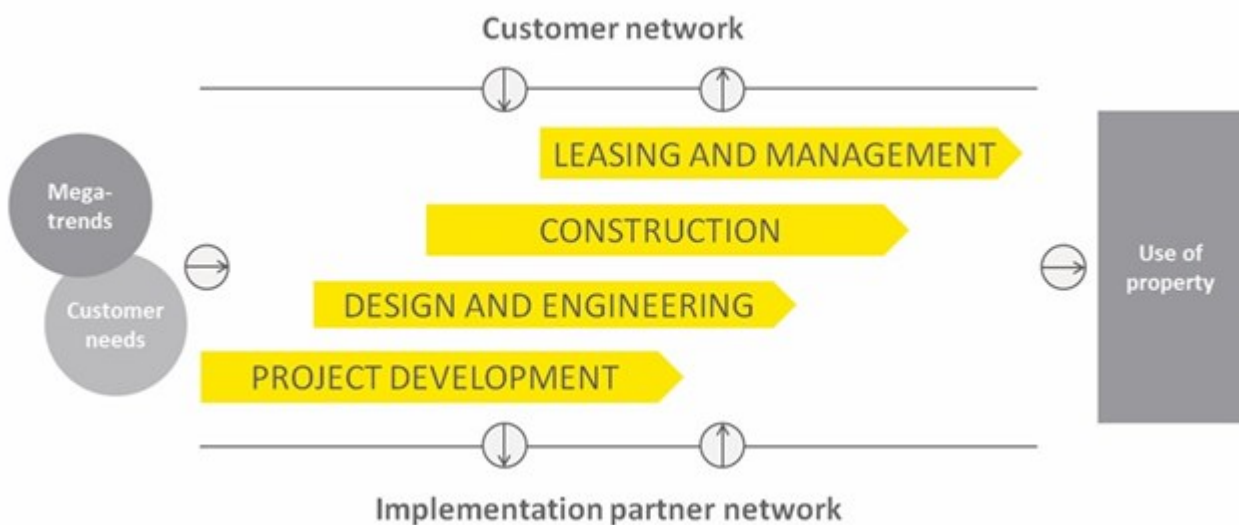 Customer network
LEASING AND MANAGEMENT
Mega-
trends
CONSTRUCTION
Use of
property
Customer
needs
DESIGN AND ENGINEERING
PROJECT DEVELOPMENT
Implementation partner network